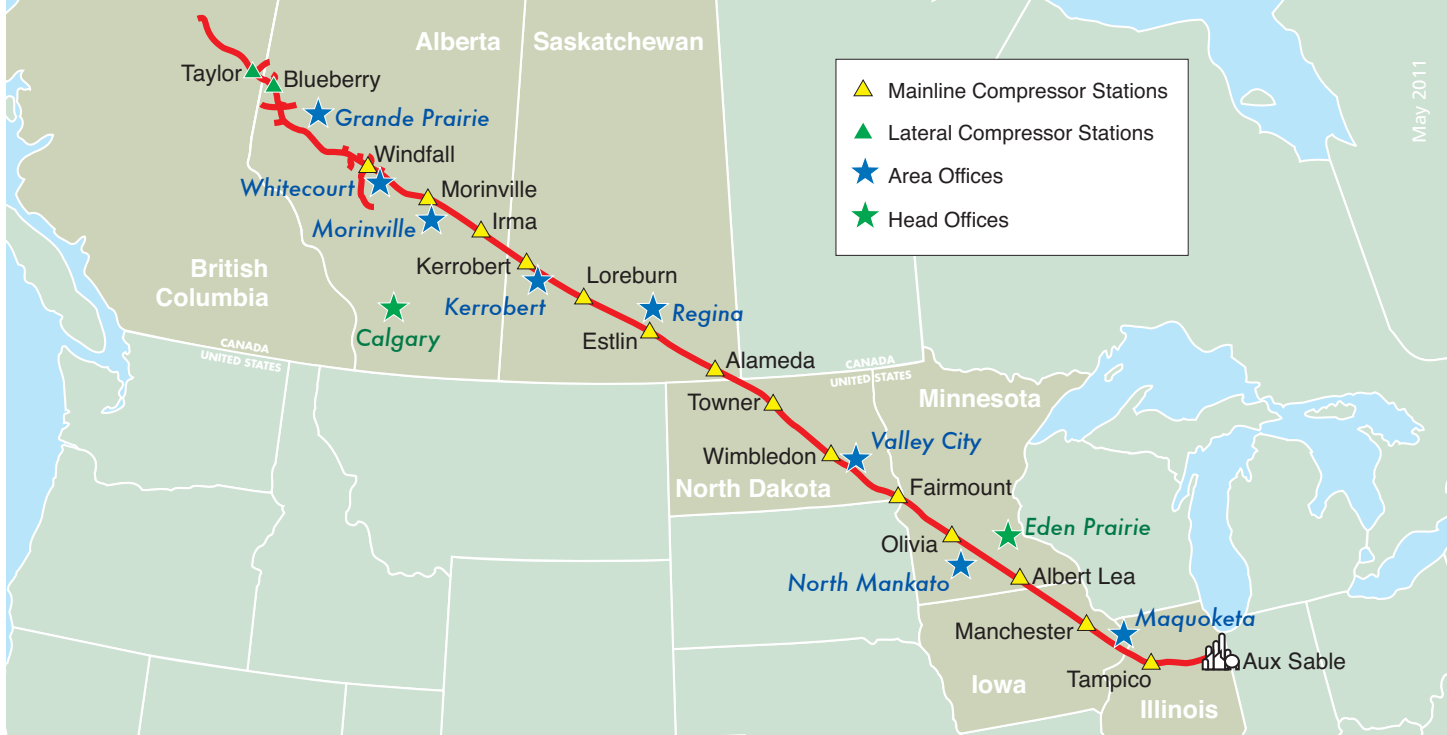 Alberta
Saskatchewan
Taylor
Blueberry
Grande Prairie
Windfall
Whitecourt
Morinville
Morinville
Irma
British
Columbia
Kerrobert
Kerrobert
Loreburn
Regina
Calgary
Estlin
CANADA
UNITED STATES
Alameda
CANADA
UNITED STATES
Towner
Minnesota
Valley City
Wimbledon
North Dakota
Fairmount
Eden Prairie
Olivia
North Mankato
Albert Lea
Manchester
Maquoketa
Aux Sable
Tampico
Iowa
Illinois
Mainline Compressor Stations
Lateral Compressor Stations
Area Offices
Head Offices
May 2011